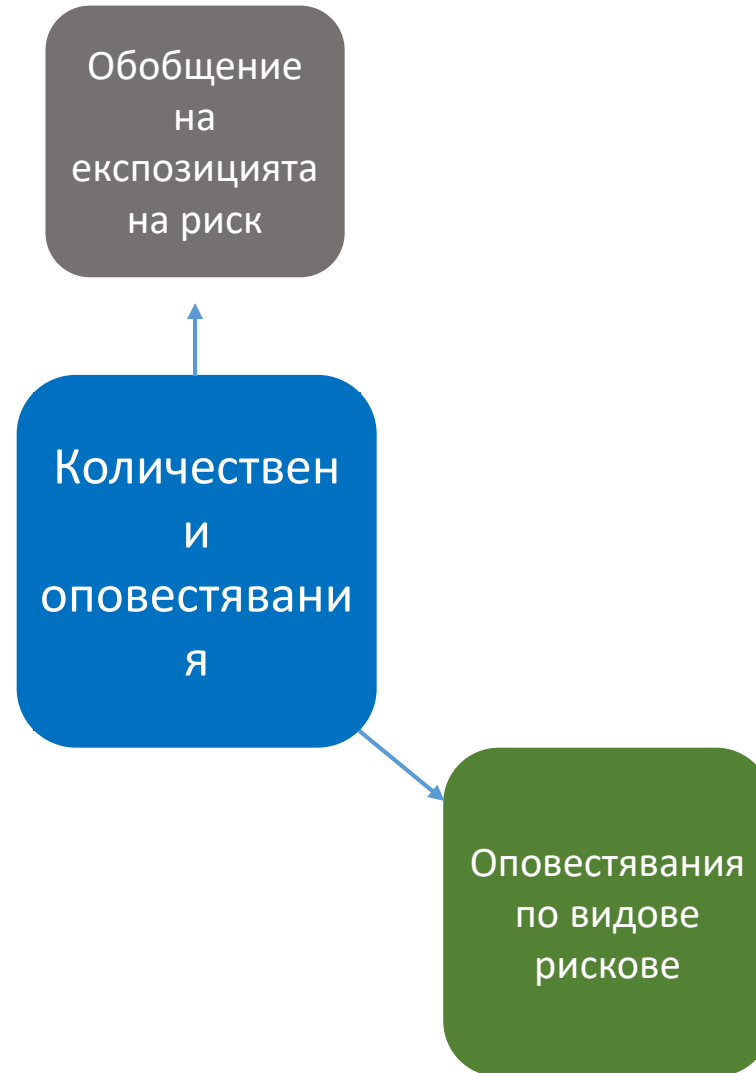 Обобщение
на
експозицията
на риск
Количествен
и
оповестявани
я
Оповестявания
по видове
рискове